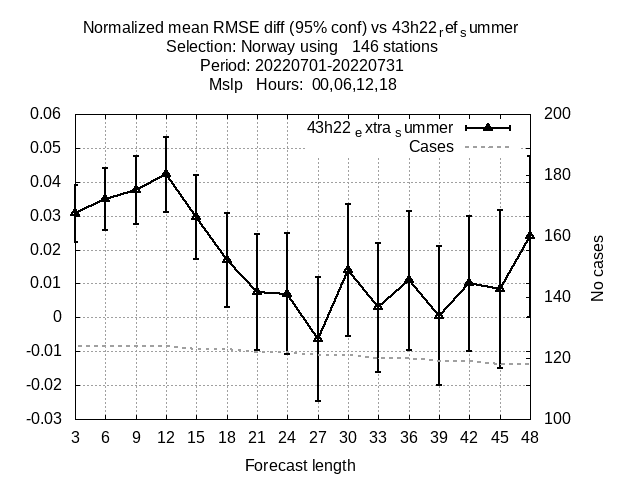 Normalized mean RMSE diff (95% conf) vs 43h22refsummer
Selection: Norway using 146 stations
Period: 20220701-20220731
Mslp Hours: 00,06,12,18
43h22extrasummer
Cases
0.06
0.05
0.04
0.03
0.02
0.01
0
-0.01
-0.02
-0.03
200
180
160
140
120
100
No cases
3 6 9 12 15 18 21 24 27 30 33 36 39 42 45 48
Forecast length